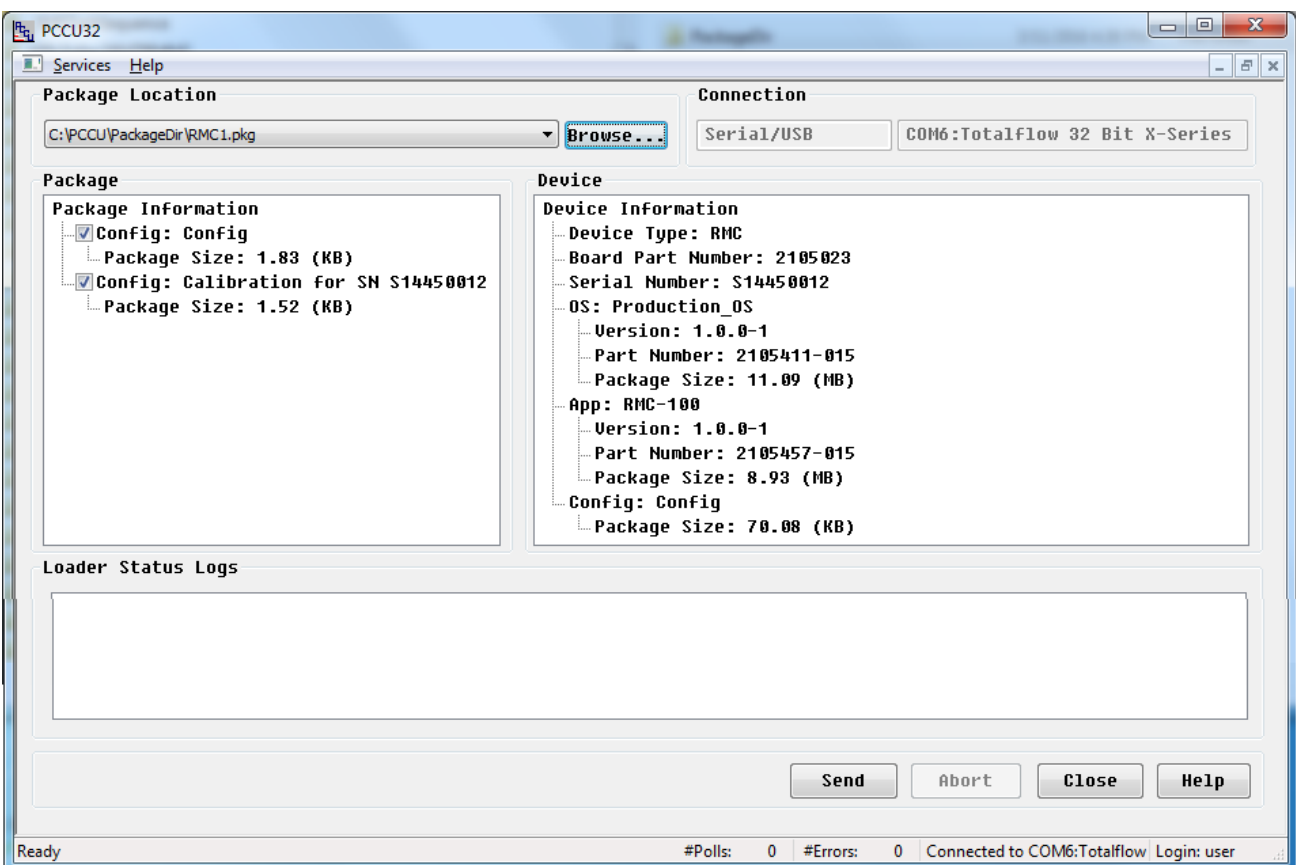 PCCU32
Services Help
Package Location
C:\PCCU\PackageDir\RMC1.pkg
Browse...
Connection
Serial/USB
COM6:Totalflow 32 Bit X-Series
Package
Package Information
Config: Config
Package Size: 1.83 (KB)
Config: Calibration for SN S14450012
Package Size: 1.52 (KB)
Device
Device Information
Device Type: RMC
Board Part Number: 2105023
Serial Number: S14450012
OS: Production_OS
Version: 1.0.0-1
Part Number: 2105411-015
Package Size: 11.09 (MB)
App: RMC-100
Version: 1.0.0-1
Part Number: 2105457-015
Package Size: 8.93 (MB)
Config: Config
Package Size: 70.08 (KB)
Loader Status Logs
Send
Abort
Close
Help
Ready
#Polls: 0
#Errors: 0
Connected to COM6:Totalflow
Login: user